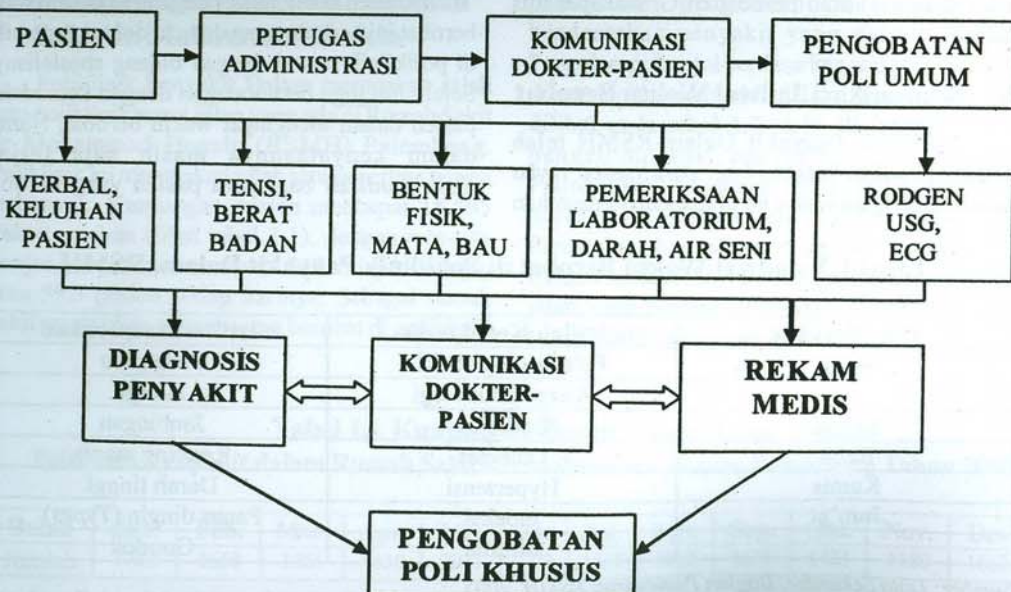 PASIEN
PETUGAS
ADMINISTRASI
KOMUNIKASI
DOKTER-PASIEN
PENGOBATAN
POLI UMUM
VERBAL,
KELUHAN
PASIEN
TENSI,
BERAT
BADAN
BENTUK
FISIK,
MATA, BAU
PEMERIKSAAN
LABORATORIUM,
DARAH, AIR SENI
RODGEN
USG,
ECG
DIAGNOSIS
PENYAKIT
KOMUNIKASI
DOKTER-
PASIEN
REKAM
MEDIS
PENGOBATAN
POLI KHUSUS